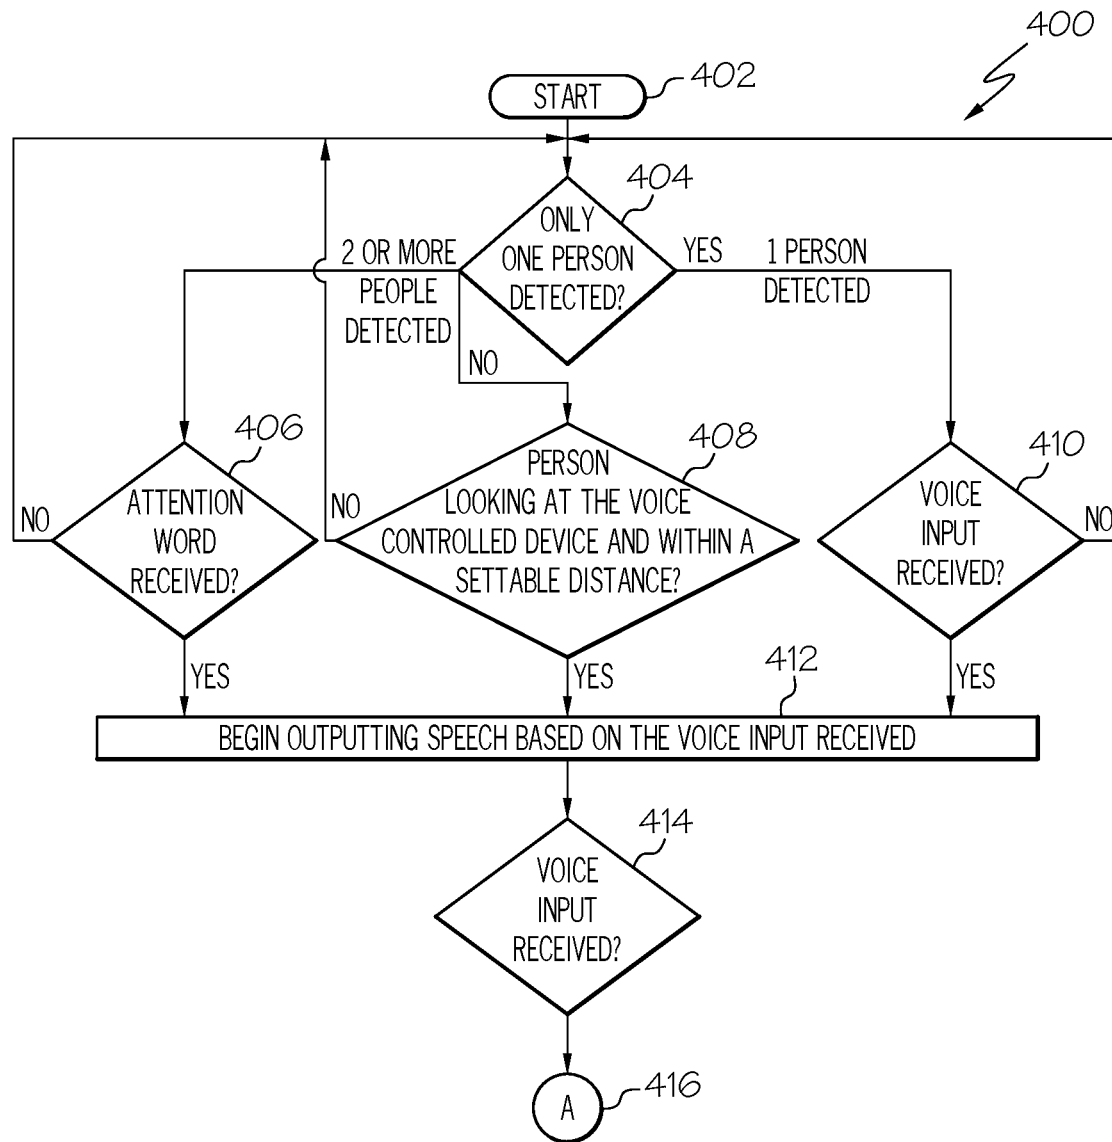 400
START
402
404
ONLY
ONE PERSON
DETECTED?
2 OR MORE
PEOPLE
DETECTED
YES
1 PERSON
DETECTED
NO
406
ATTENTION
WORD
RECEIVED?
NO
408
PERSON
LOOKING AT THE VOICE
CONTROLLED DEVICE AND WITHIN A
SETTABLE DISTANCE?
NO
410
VOICE
INPUT
RECEIVED?
NO
YES
YES
YES
412
BEGIN OUTPUTTING SPEECH BASED ON THE VOICE INPUT RECEIVED
414
VOICE
INPUT
RECEIVED?
A
416